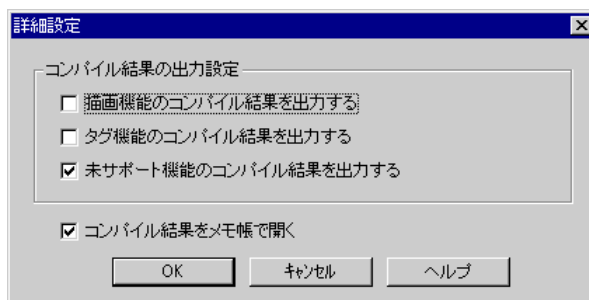 詳細設定
コンパイル結果の出力設定
描画機能のコンパイル結果を出力する
タグ機能のコンパイル結果を出力する
未サポート機能のコンパイル結果を出力する
コンパイル結果をメモ帳で開く
OK ｷｬﾝｾﾙ ヘルプ